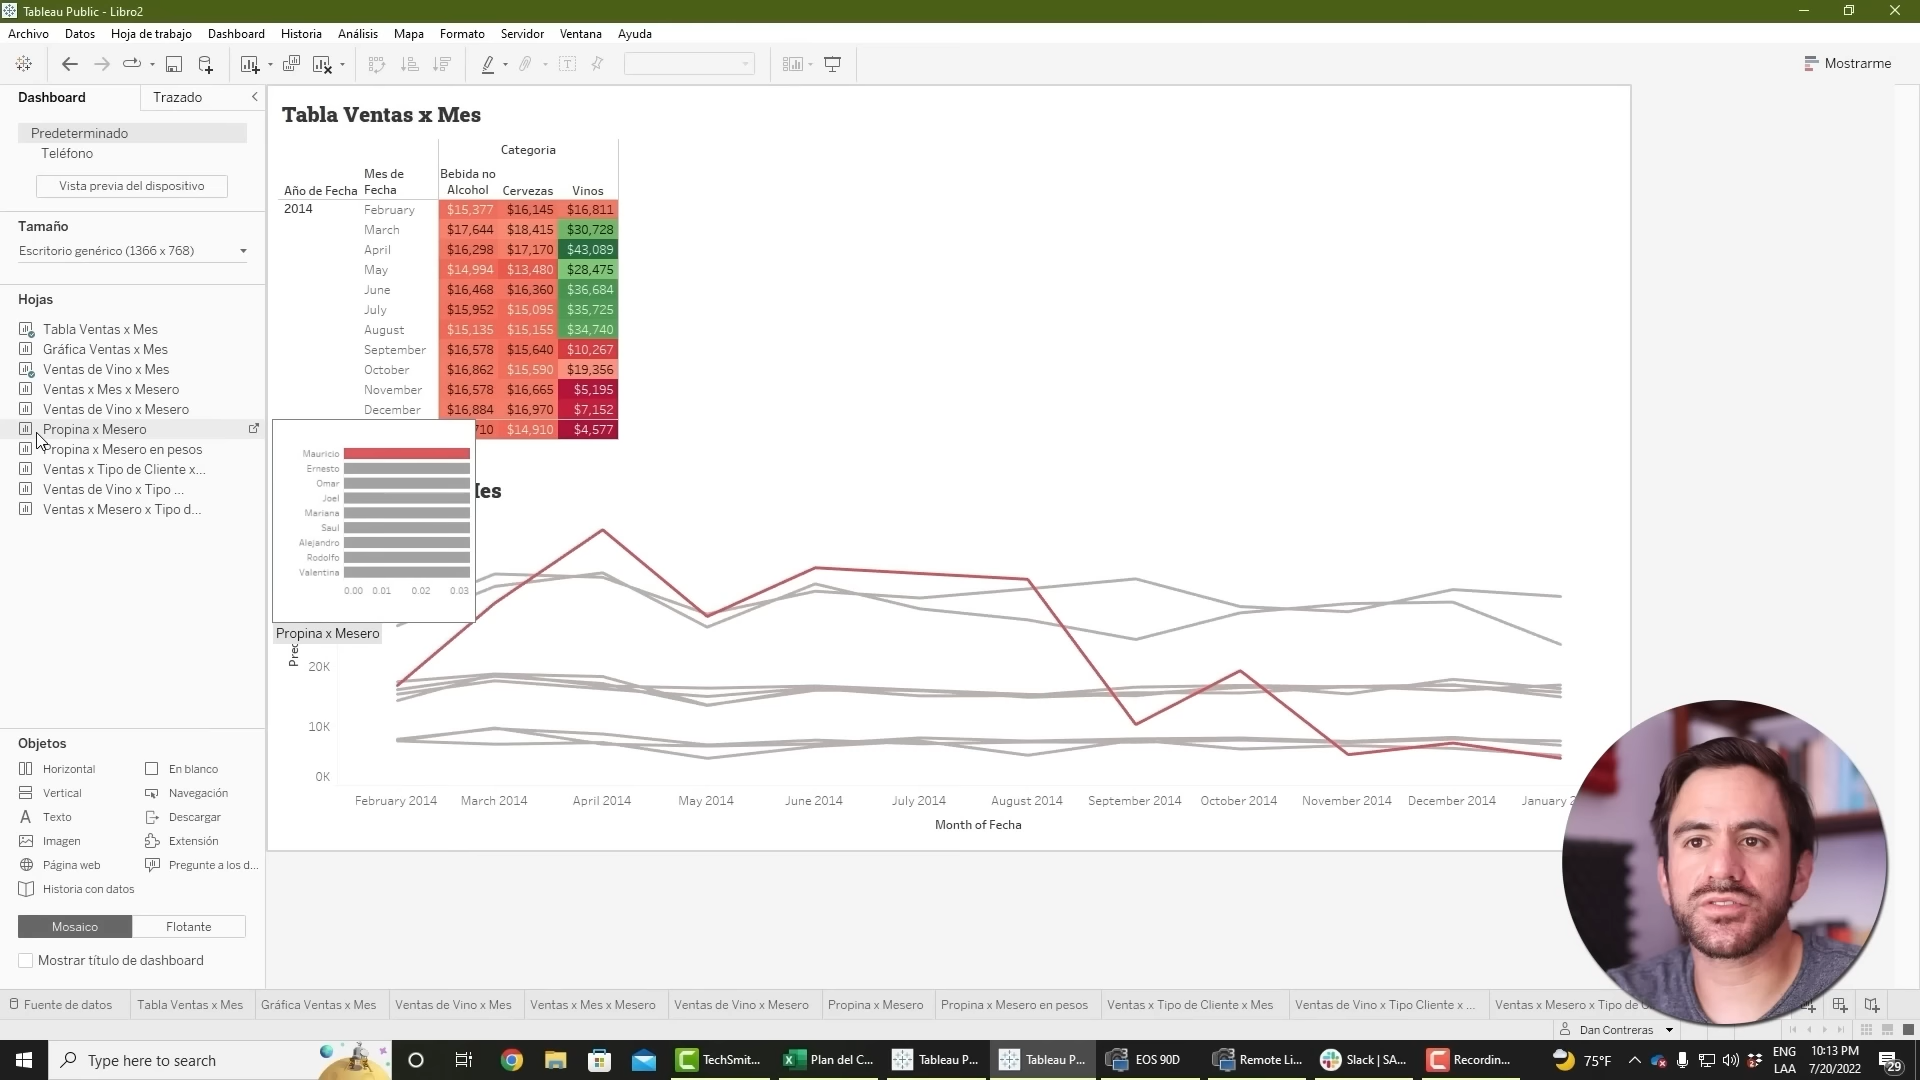 Tableau Public - Libro2
Archivo Datos Hoja de trabajo Dashboard Historia Análisis Mapa Formato Servidor Ventana Ayuda
Mostrarme
Dashboard Trazado
Predeterminado
Teléfono
Vista previa del dispositivo
Tamaño
Escritorio genérico (1366 x 768)
Hojas
Tabla Ventas x Mes
Gráfica Ventas x Mes
Ventas de Vino x Mes
Ventas x Mes x Mesero
Ventas de Vino x Mesero
Propina x Mesero
Propina x Mesero en pesos
Ventas x Tipo de Cliente x...
Ventas de Vino x Tipo ...
Ventas x Mesero x Tipo d...
Objetos
Horizontal En blanco
Vertical Navegación
Texto Descargar
Imagen Extensión
Página web Pregunte a los d...
Historia con datos
Mosaico Flotante
Mostrar título de dashboard
Tabla Ventas x Mes
Categoria
Año de Fecha Mes de Fecha Bebida no Alcohol Cervezas Vinos
2014 February $15,377 $16,145 $16,811
March $17,644 $18,415 $30,728
April $16,298 $17,170 $43,089
May $14,994 $13,480 $28,475
June $16,468 $16,360 $36,684
July $15,952 $15,095 $35,725
August $15,135 $15,155 $34,740
September $16,578 $15,640 $10,267
October $16,862 $15,590 $19,356
November $16,578 $16,665 $5,195
December $16,884 $16,970 $7,152
710 $14,910 $4,577
Mauricio
Ernesto
Omar
Joel
Mariana
Saul
Alejandro
Rodolfo
Valentina
0.00 0.01 0.02 0.03
Propina x Mesero
Mes
20K
10K
0K
February 2014 March 2014 April 2014 May 2014 June 2014 July 2014 August 2014 September 2014 October 2014 November 2014 December 2014 January 2
Month of Fecha
Fuente de datos Tabla Ventas x Mes Gráfica Ventas x Mes Ventas de Vino x Mes Ventas x Mes x Mesero Ventas de Vino x Mesero Propina x Mesero Propina x Mesero en pesos Ventas x Tipo de Cliente x Mes Ventas de Vino x Tipo Cliente x ... Ventas x Mesero x Tipo de
Dan Contreras
Type here to search
TechSmit... Plan del C... Tableau P... Tableau P... EOS 90D Remote Li... Slack | SA... Recordin...
75°F
ENG
LAA
10:13 PM
7/20/2022
29